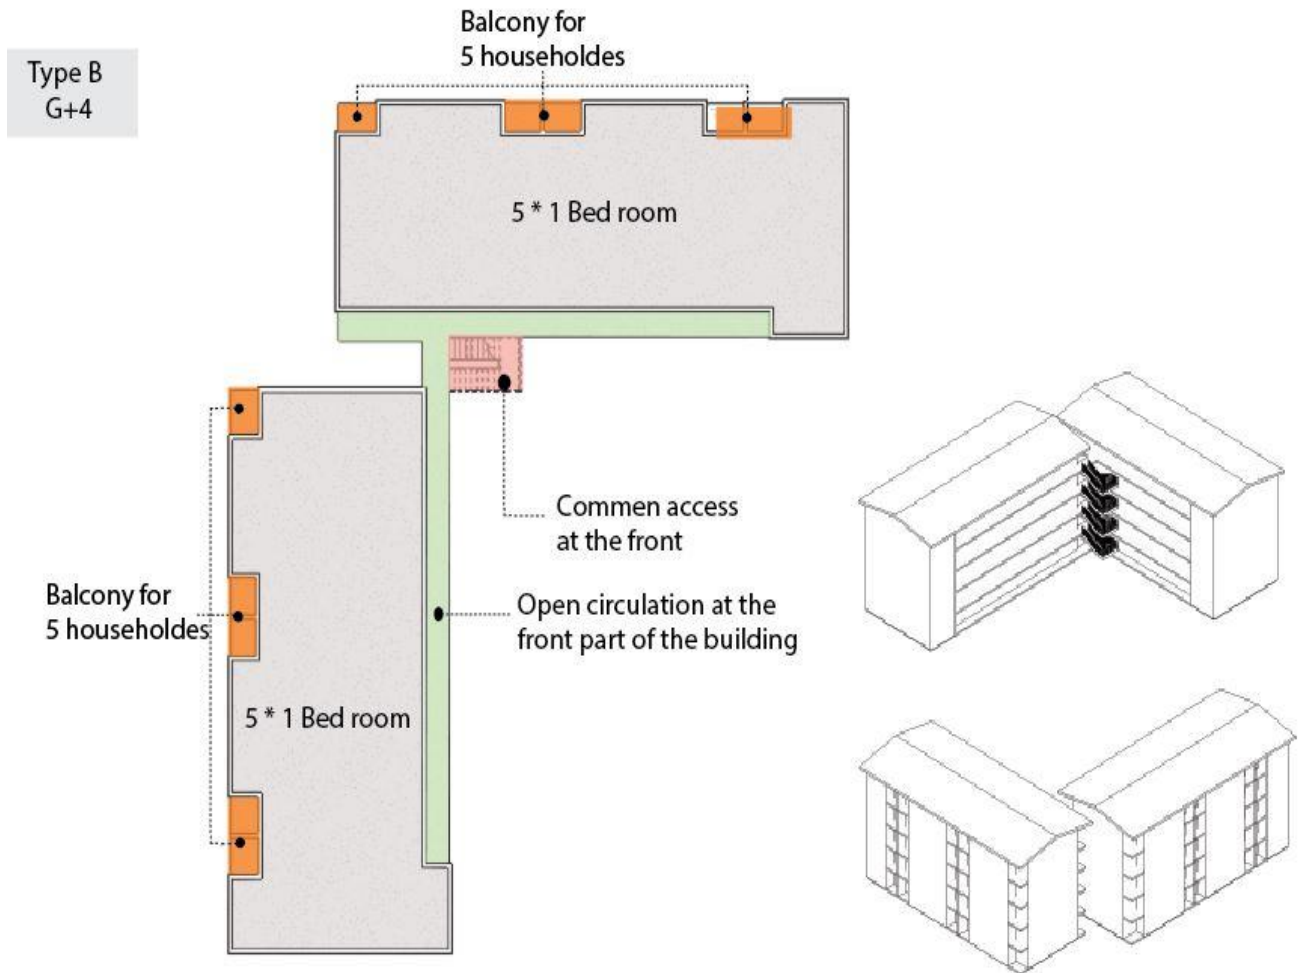 Balcony for
5 householdes
Type B
G+4
5 * 1 Bed room
Commen access
at the front
Balcony for
5 householdes
Open circulation at the
front part of the building
5 * 1 Bed room